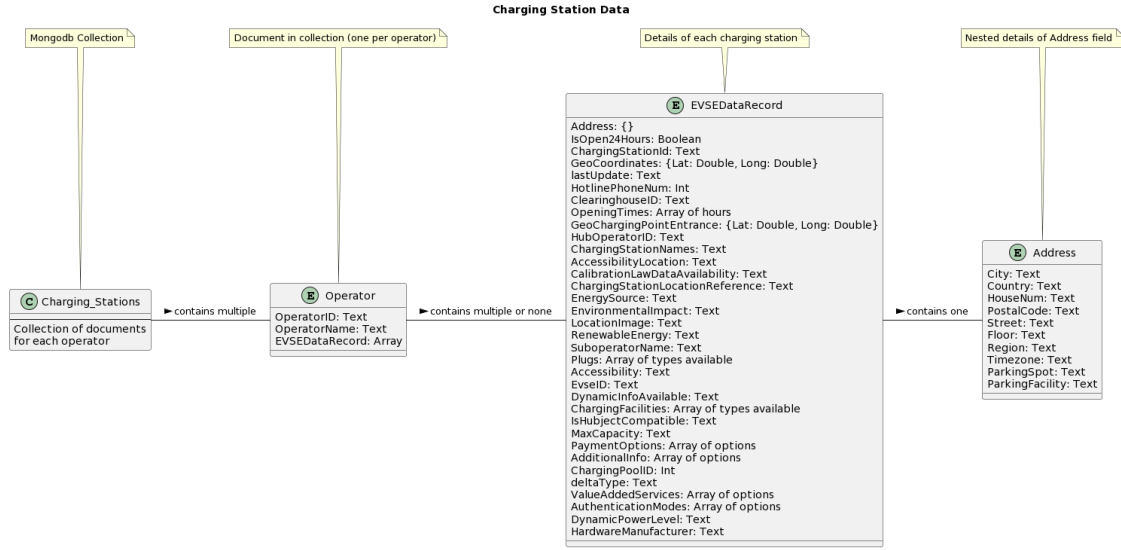 Charging Station Data
Mongodb Collection
Document in collection (one per operator)
Details of each charging station
Nested details of Address field
C Charging_Stations
Collection of documents
for each operator
contains multiple
E Operator
OperatorID: Text
OperatorName: Text
EVSEDataRecord: Array
contains multiple or none
E EVSEDataRecord
Address: {}
IsOpen24Hours: Boolean
ChargingStationId: Text
GeoCoordinates: {Lat: Double, Long: Double}
lastUpdate: Text
HotlinePhoneNum: Int
ClearinghouseID: Text
OpeningTimes: Array of hours
GeoChargingPointEntrance: {Lat: Double, Long: Double}
HubOperatorID: Text
ChargingStationNames: Text
AccessibilityLocation: Text
CalibrationLawDataAvailability: Text
ChargingStationLocationReference: Text
EnergySource: Text
EnvironmentalImpact: Text
LocationImage: Text
RenewableEnergy: Text
SuboperatorName: Text
Plugs: Array of types available
Accessibility: Text
EvseID: Text
DynamicInfoAvailable: Text
ChargingFacilities: Array of types available
IsHubjectCompatible: Text
MaxCapacity: Text
PaymentOptions: Array of options
AdditionalInfo: Array of options
ChargingPoolID: Int
deltaType: Text
ValueAddedServices: Array of options
AuthenticationModes: Array of options
DynamicPowerLevel: Text
HardwareManufacturer: Text
contains one
E Address
City: Text
Country: Text
HouseNum: Text
PostalCode: Text
Street: Text
Floor: Text
Region: Text
Timezone: Text
ParkingSpot: Text
ParkingFacility: Text